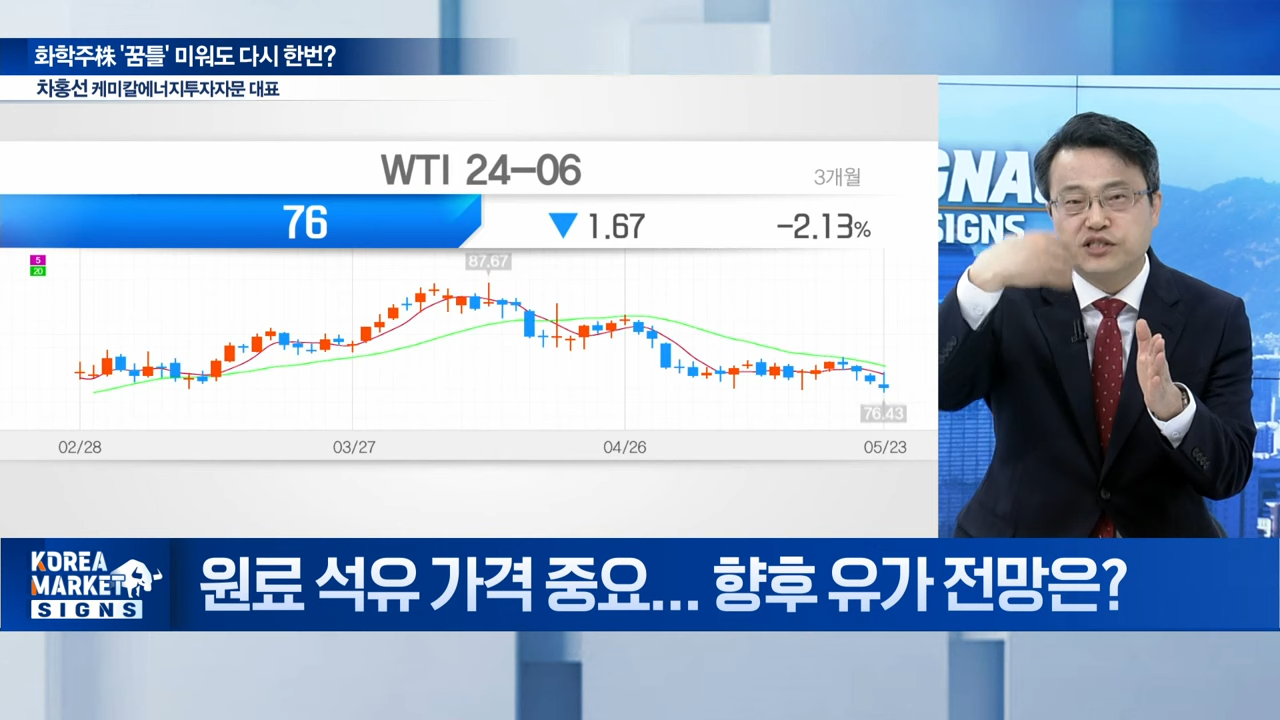 화학주株 '꿈틀' 미워도 다시 한번?
차홍선 케미칼에너지투자자문 대표
WTI 24-06
3개월
76
▼ 1.67
-2.13%
5
20
87.67
76.43
02/28
03/27
04/26
05/23
SIGNS
KOREA
MARKET
SIGNS
원료 석유 가격 중요... 향후 유가 전망은?